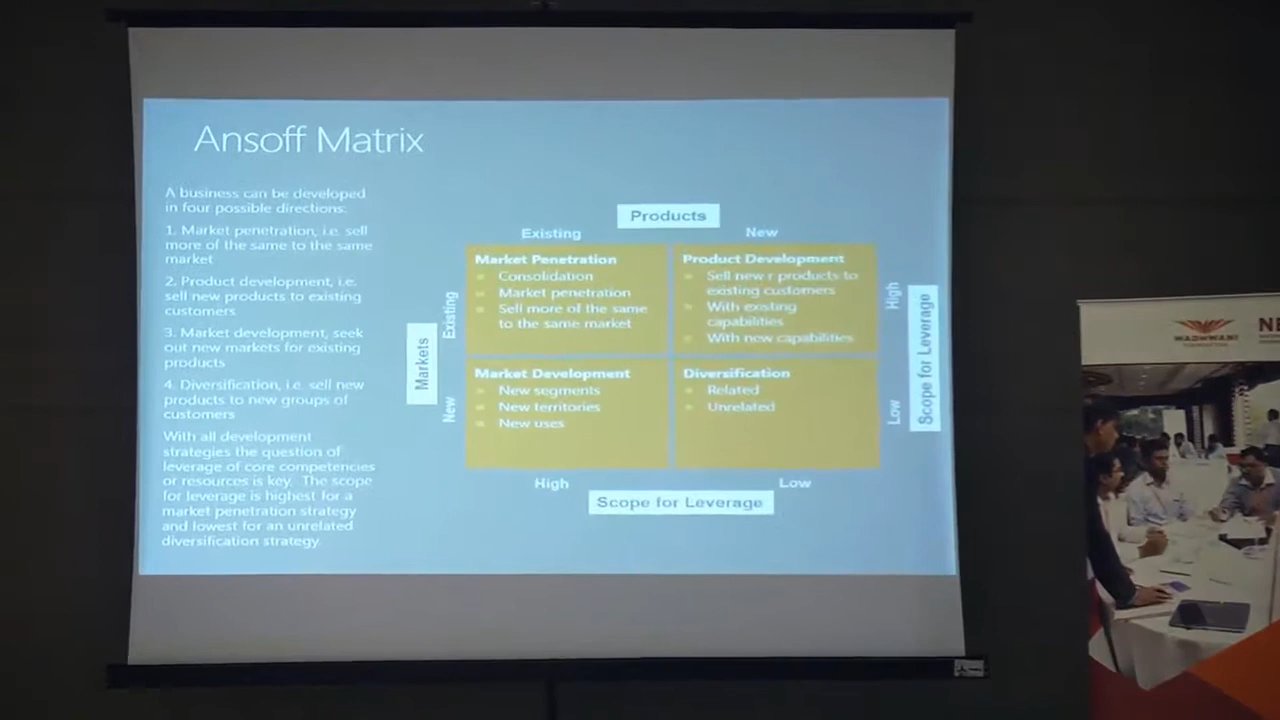 Ansoff Matrix
A business can be developed
in four possible directions:
1. Market penetration, i.e. sell
more of the same to the same
market
2. Product development, i.e.
sell new products to existing
customers
3. Market development, seek
out new markets for existing
products
4. Diversification, i.e. sell new
products to new groups of
customers
With all development
strategies the question of
leverage of core competencies
or resources is key. The scope
for leverage is highest for a
market penetration strategy
and lowest for an unrelated
diversification strategy.
Products
Existing
New
Markets
Existing
New
Market Penetration
Consolidation
Market penetration
Sell more of the same
to the same market
Product Development
Sell new r products to
existing customers
With existing
capabilities
With new capabilities
Market Development
New segments
New territories
New uses
Diversification
Related
Unrelated
High
Low
Scope for Leverage
High
Low
Scope for Leverage
WADHWANI
FOUNDATION